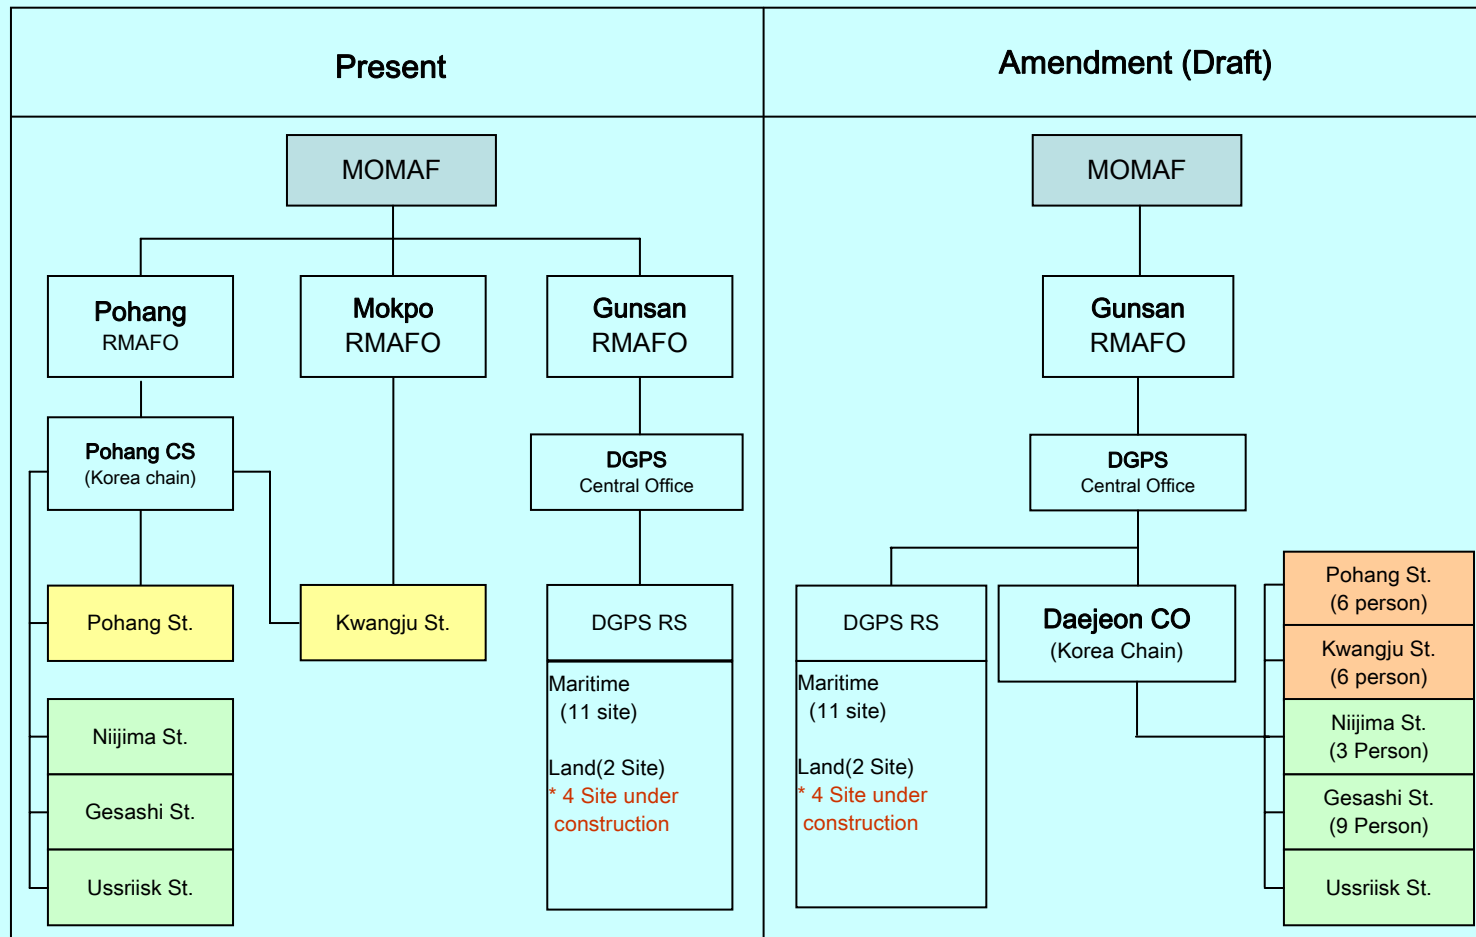 Present
Amendment (Draft)
MOMAF
Pohang
RMAFO
Mokpo
RMAFO
Gunsan
RMAFO
Pohang CS
(Korea chain)
DGPS
Central Office
Pohang St.
Kwangju St.
DGPS RS
Niijima St.
Gesashi St.
Ussriisk St.
Maritime
(11 site)
Land(2 Site)
* 4 Site under
construction
MOMAF
Gunsan
RMAFO
DGPS
Central Office
DGPS RS
Maritime
(11 site)
Land(2 Site)
* 4 Site under
construction
Daejeon CO
(Korea Chain)
Pohang St.
(6 person)
Kwangju St.
(6 person)
Niijima St.
(3 Person)
Gesashi St.
(9 Person)
Ussriisk St.